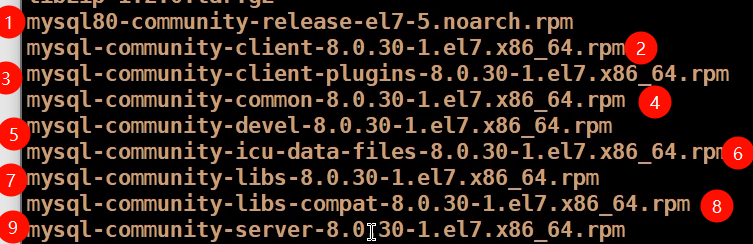 1 mysql80-community-release-el7-5.noarch.rpm
mysql-community-client-8.0.30-1.el7.x86_64.rpm 2
3 mysql-community-client-plugins-8.0.30-1.el7.x86_64.rpm
mysql-community-common-8.0.30-1.el7.x86_64.rpm 4
5 mysql-community-devel-8.0.30-1.el7.x86_64.rpm
mysql-community-icu-data-files-8.0.30-1.el7.x86_64.rpm 6
7 mysql-community-libs-8.0.30-1.el7.x86_64.rpm
mysql-community-libs-compat-8.0.30-1.el7.x86_64.rpm 8
9 mysql-community-server-8.0.30-1.el7.x86_64.rpm